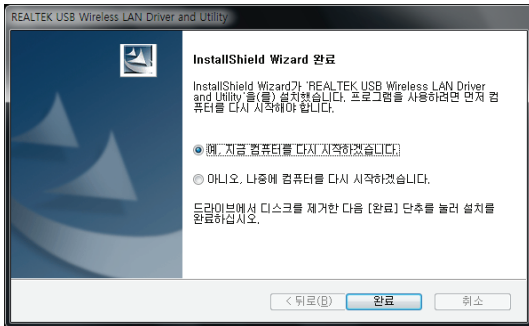 REALTEK USB Wireless LAN Driver and Utility
InstallShield Wizard 완료
InstallShield Wizard가 'REALTEK USB Wireless LAN Driver
and Utility'을(를) 설치했습니다. 프로그램을 사용하려면 먼저 컴
퓨터를 다시 시작해야 합니다.
예, 지금 컴퓨터를 다시 시작하겠습니다.
아니오, 나중에 컴퓨터를 다시 시작하겠습니다.
드라이브에서 디스크를 제거한 다음 [완료] 단추를 눌러 설치를
완료하십시오.
< 뒤로(B) 완료 취소